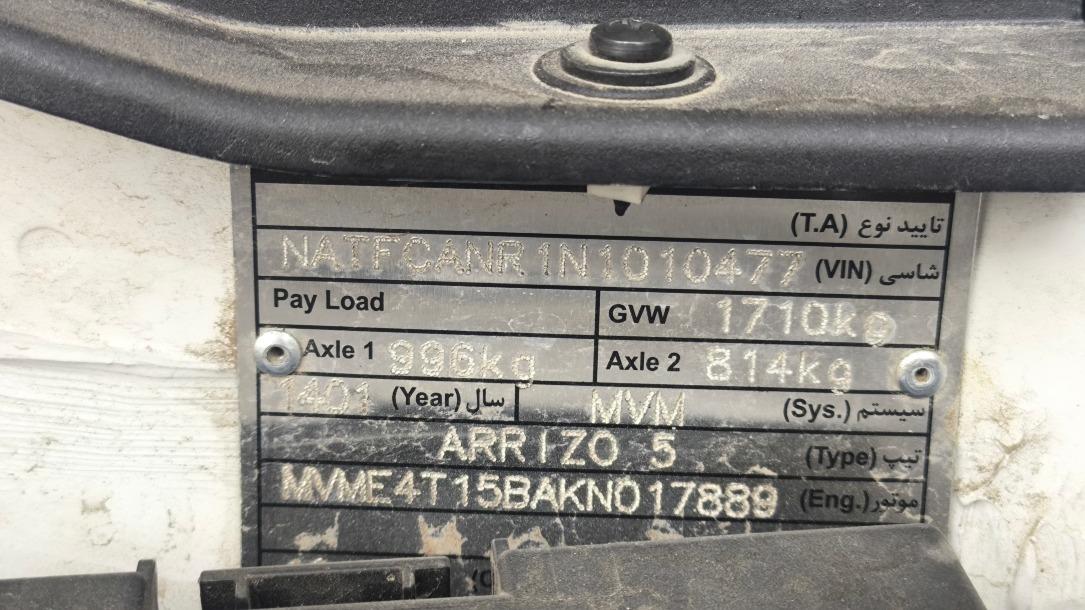 تایید نوع (T.A)
شاسی (VIN) NATFCANR1N1010477
Pay Load GVW 1710kg
Axle 1 996kg Axle 2 814kg
سیستم (Sys.) MVM سال (Year) 1401
تیپ (Type) ARRIZO 5
موتور (Eng.) MVME4T15BAKN017889